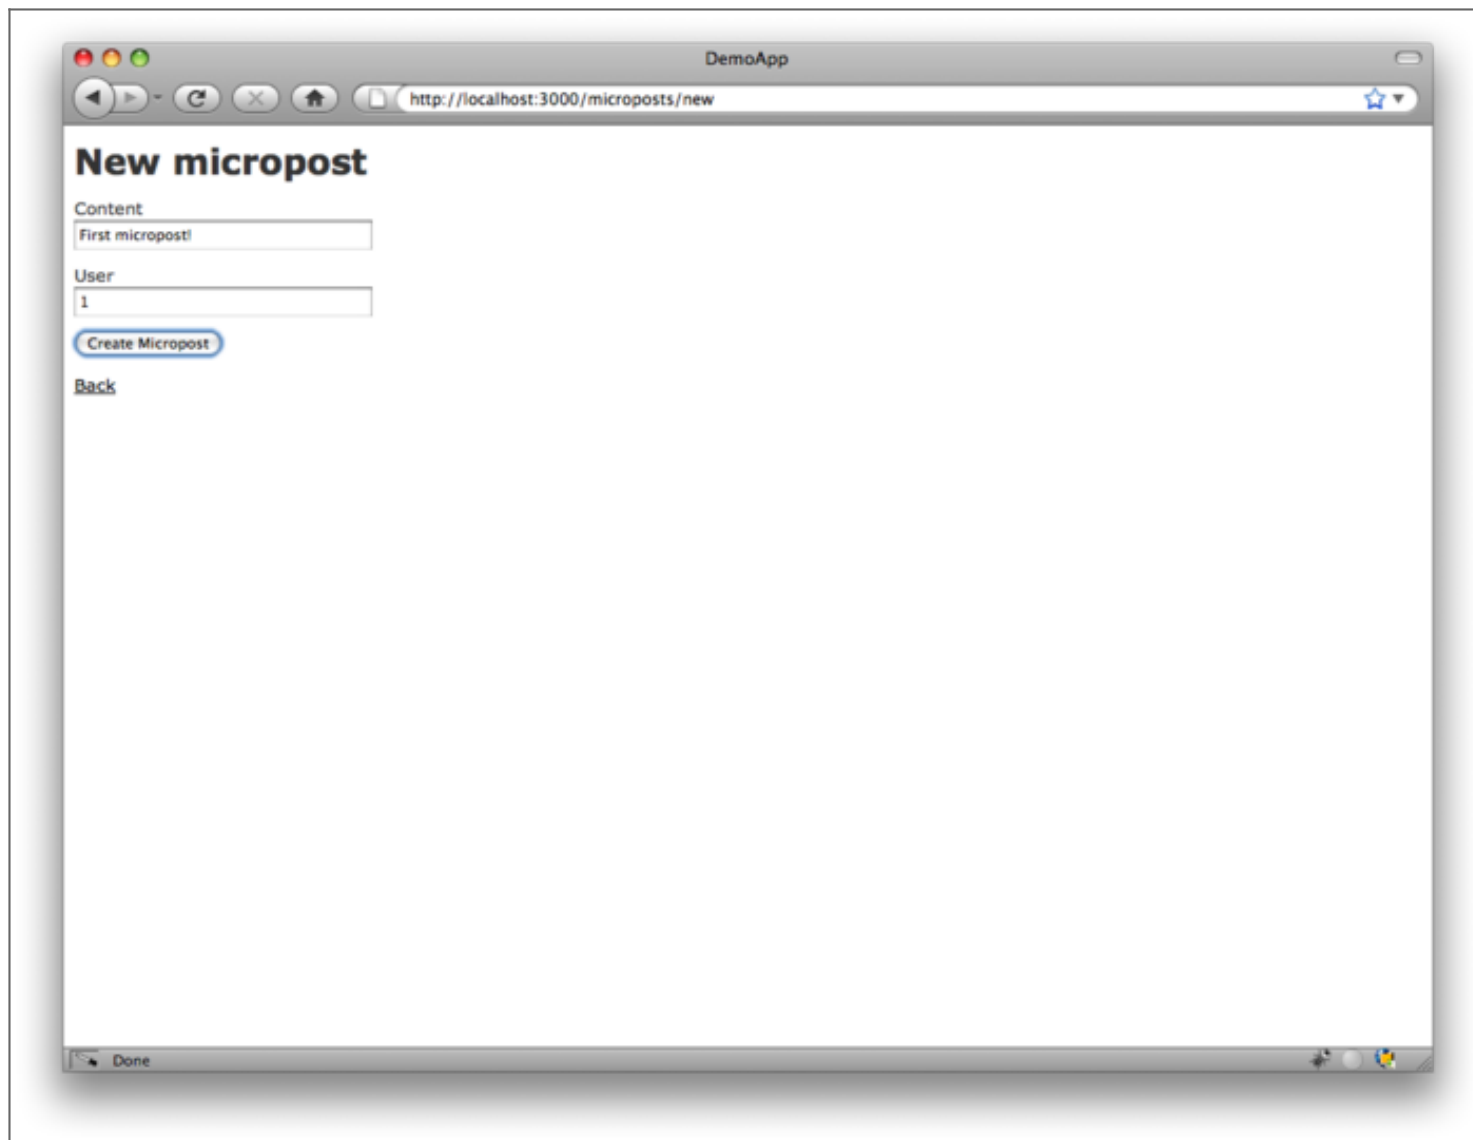 DemoApp
http://localhost:3000/microposts/new
New micropost
Content
First micropost!
User
1
Create Micropost
Back
Done